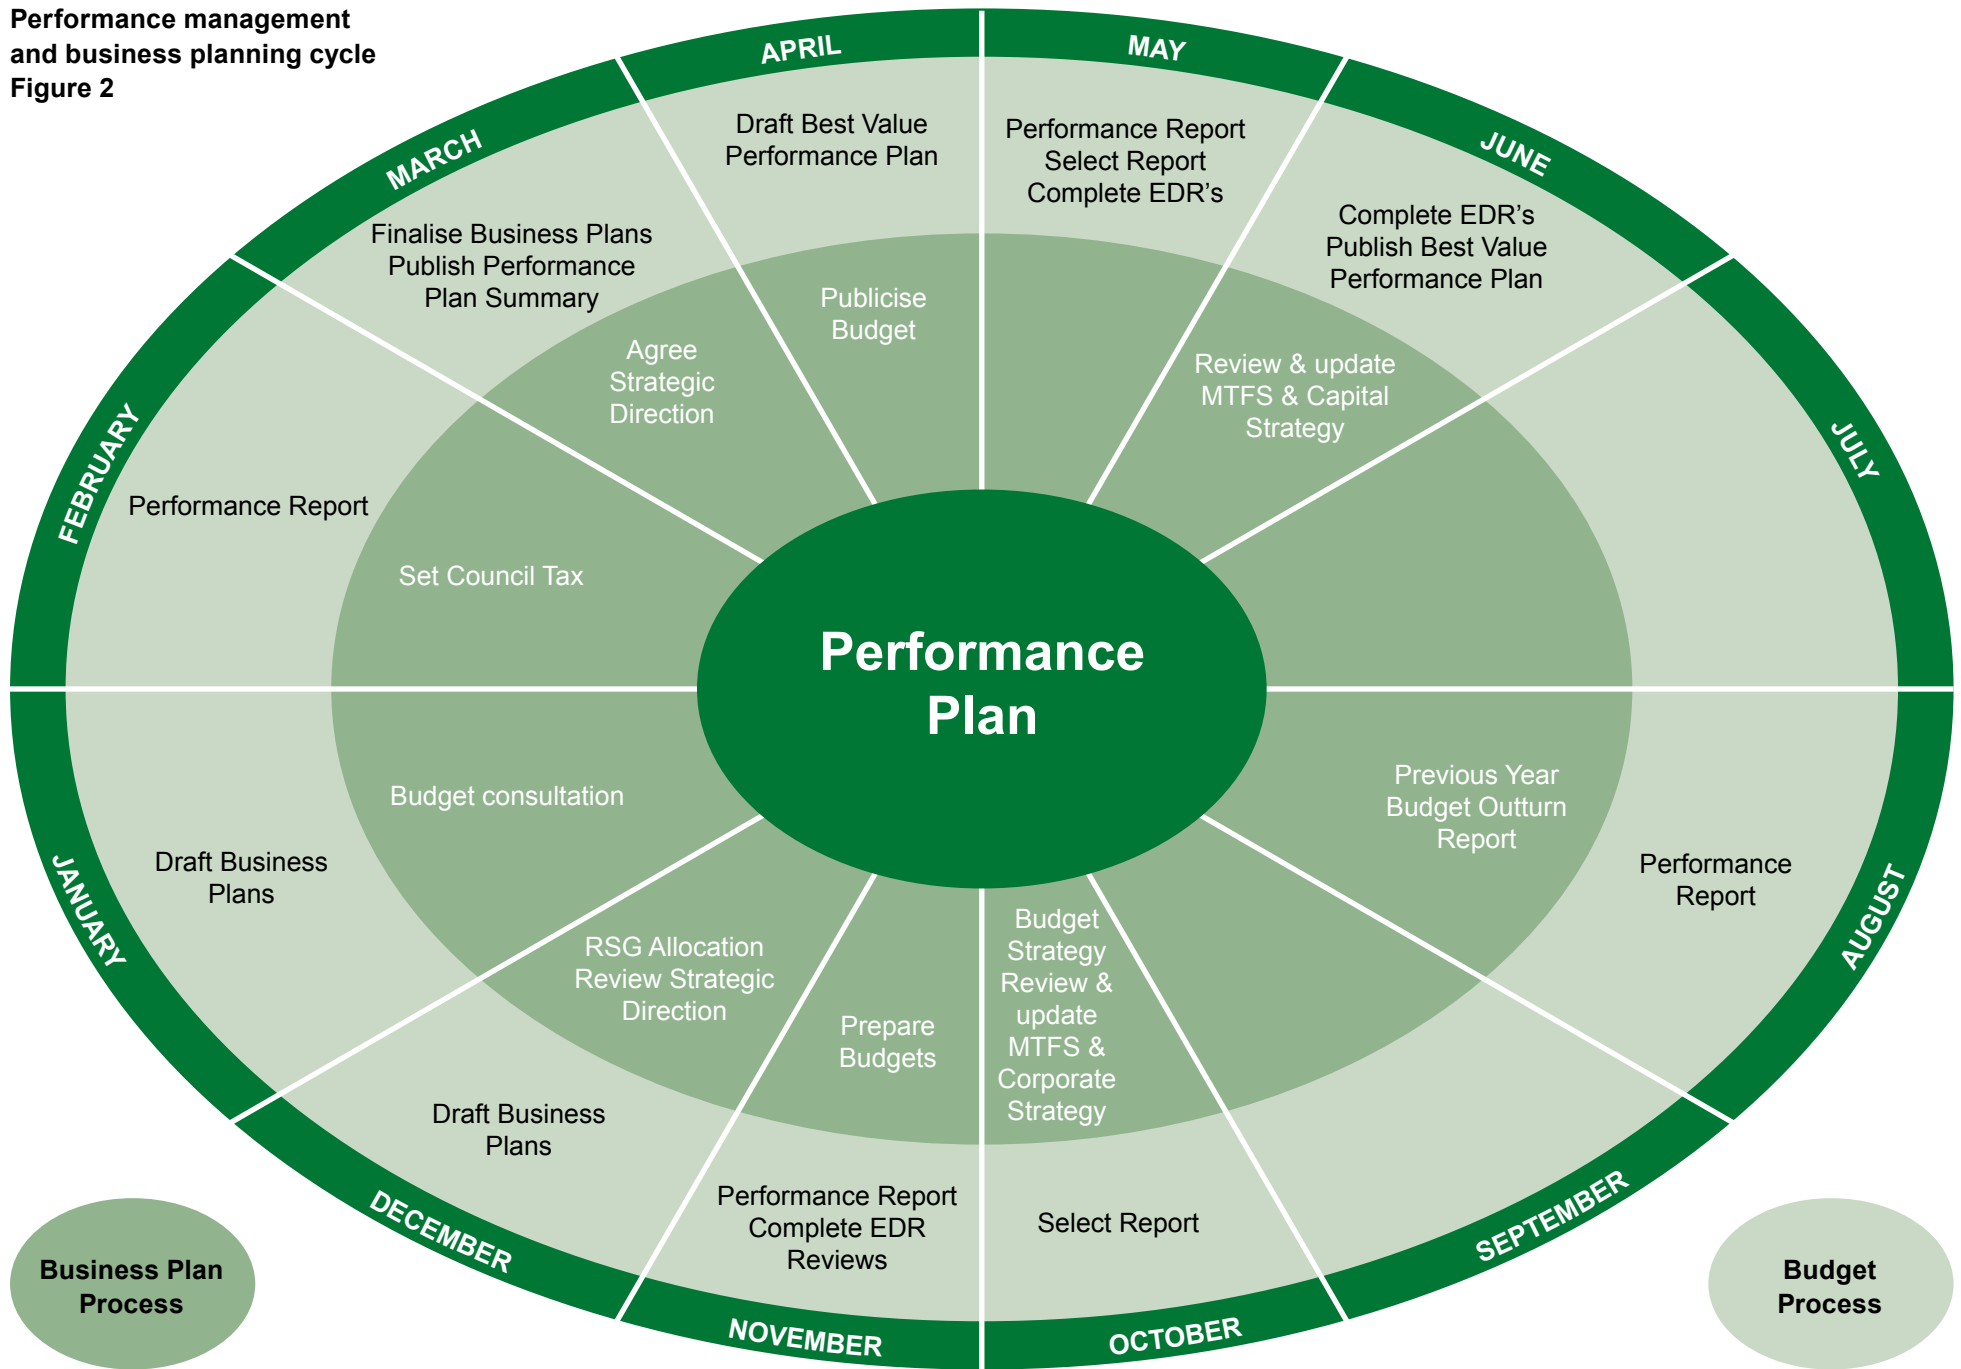 Performance management
and business planning cycle
Figure 2
APRIL
Draft Best Value
Performance Plan
Publicise
Budget
MAY
Performance Report
Select Report
Complete EDR's
JUNE
Complete EDR's
Publish Best Value
Performance Plan
Review & update
MTFS & Capital
Strategy
JULY
AUGUST
Performance
Report
Previous Year
Budget Outturn
Report
SEPTEMBER
OCTOBER
Select Report
Budget
Strategy
Review &
update
MTFS &
Corporate
Strategy
NOVEMBER
Performance Report
Complete EDR
Reviews
Prepare
Budgets
DECEMBER
Draft Business
Plans
RSG Allocation
Review Strategic
Direction
JANUARY
Draft Business
Plans
Budget consultation
FEBRUARY
Performance Report
Set Council Tax
MARCH
Finalise Business Plans
Publish Performance
Plan Summary
Agree
Strategic
Direction
Performance
Plan
Business Plan
Process
Budget
Process